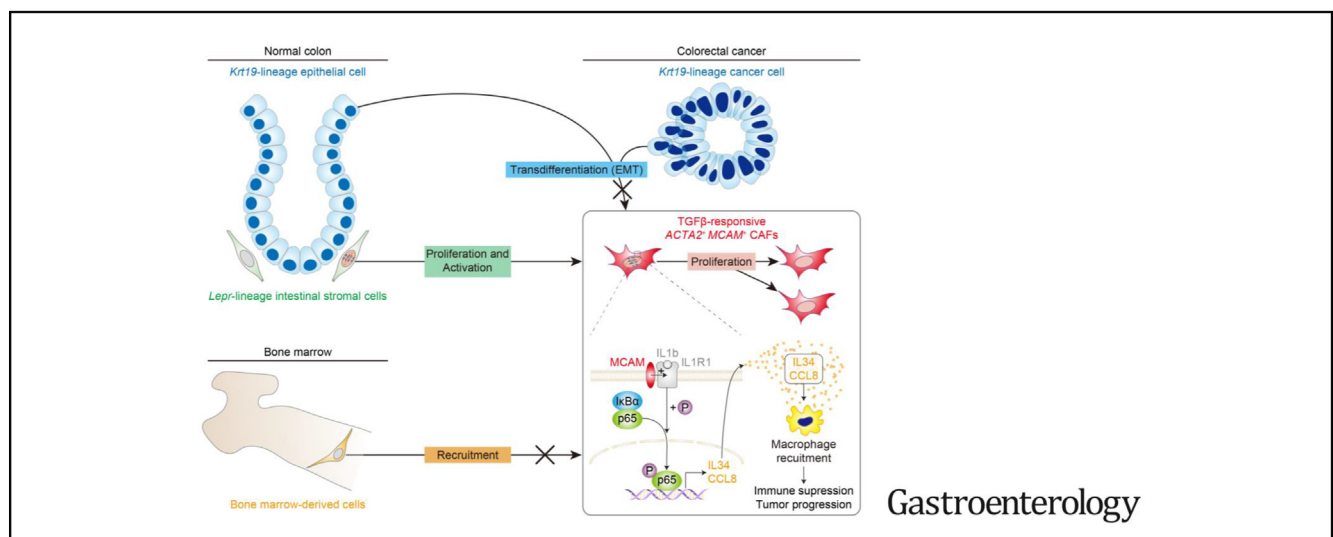 Normal colon
Krt19-lineage epithelial cell
Colorectal cancer
Krt19-lineage cancer cell
Transdifferentiation (EMT)
TGFβ-responsive
ACTA2⁺ MCAM⁺ CAFs
Proliferation and
Activation
Proliferation
Lepr-lineage intestinal stromal cells
Bone marrow
MCAM
IL1b
IL1R1
+
IL34
CCL8
IκBα
p65
+ P
Macrophage
recuitment
Recruitment
P
p65
IL34
CCL8
Immune supression
Tumor progression
Bone marrow-derived cells
Gastroenterology